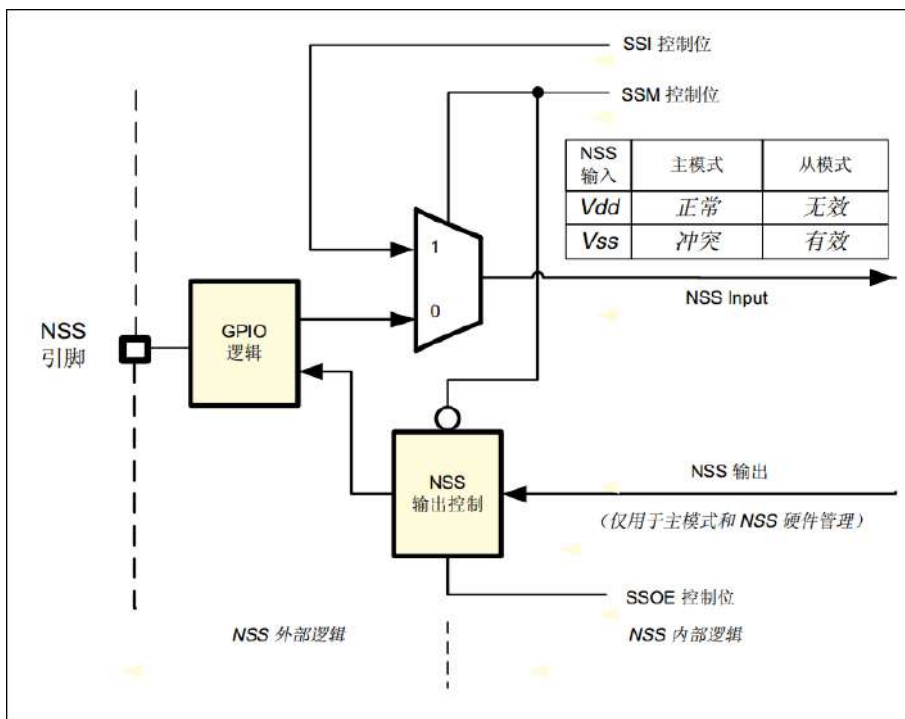 SSI 控制位
SSM 控制位
NSS
输入
主模式
从模式
Vdd
正常
无效
Vss
冲突
有效
1
0
NSS Input
NSS
引脚
GPIO
逻辑
NSS
输出控制
NSS 输出
（仅用于主模式和 NSS 硬件管理）
SSOE 控制位
NSS 外部逻辑
NSS 内部逻辑